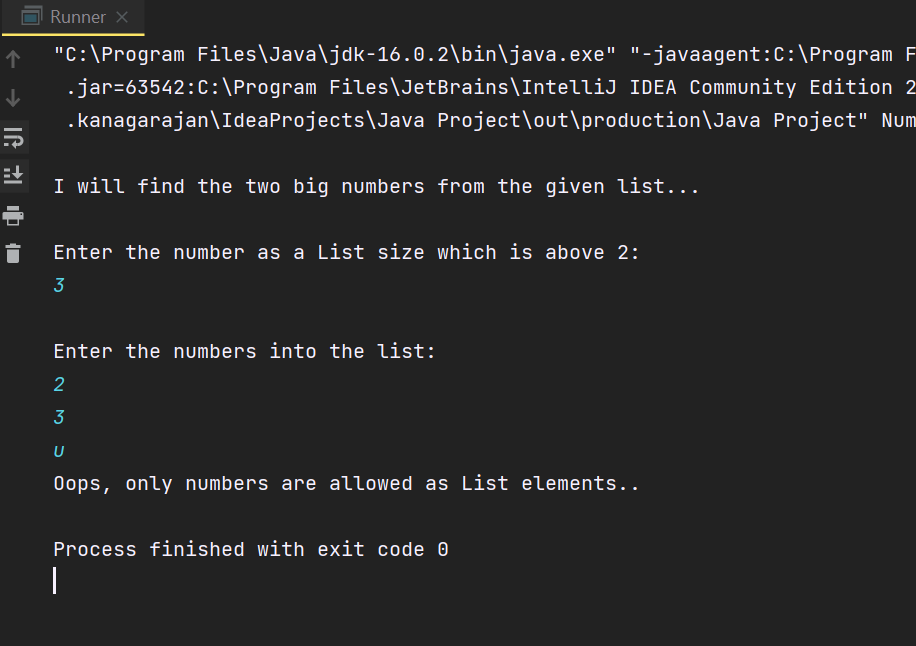 Runner
"C:\Program Files\Java\jdk-16.0.2\bin\java.exe" "-javaagent:C:\Program
.jar=63542:C:\Program Files\JetBrains\IntelliJ IDEA Community Edition 2
.kanagarajan\IdeaProjects\Java Project\out\production\Java Project" Num
I will find the two big numbers from the given list...
Enter the number as a List size which is above 2:
3
Enter the numbers into the list:
2
3
u
Oops, only numbers are allowed as List elements..
Process finished with exit code 0